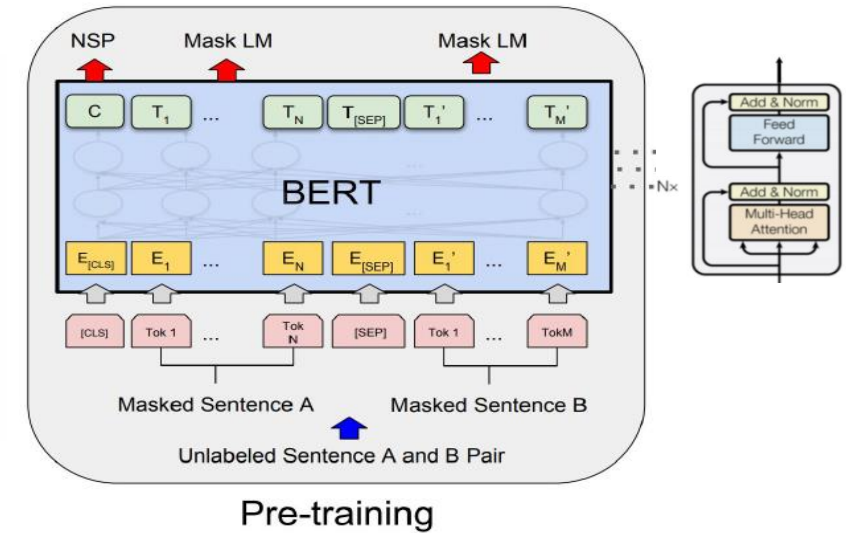 NSP Mask LM Mask LM
C T1 ... TN T[SEP] T1' ... TM'
BERT
E[CLS] E1 ... EN E[SEP] E1' ... EM'
[CLS] Tok 1 ... Tok N [SEP] Tok 1 ... TokM
Masked Sentence A Masked Sentence B
Unlabeled Sentence A and B Pair
Pre-training
Add & Norm
Feed
Forward
N×
Add & Norm
Multi-Head
Attention